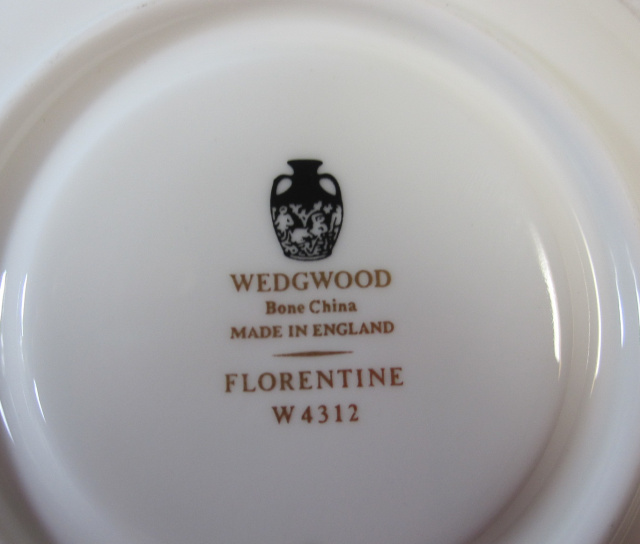 WEDGWOOD
Bone China
MADE IN ENGLAND
FLORENTINE
W4312